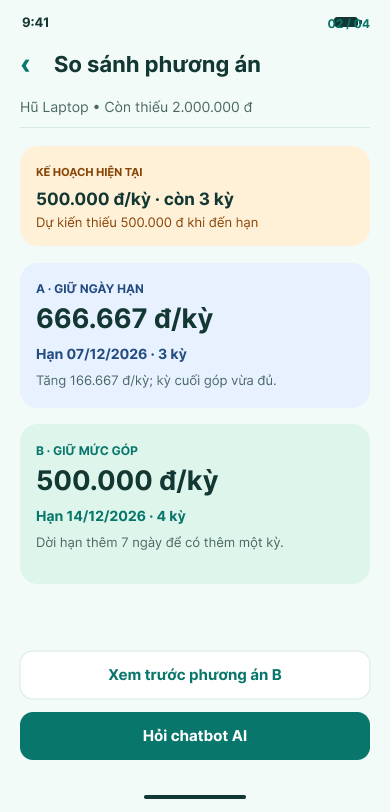 9:41
02 / 04
‹ So sánh phương án
Hũ Laptop • Còn thiếu 2.000.000 đ
KẾ HOẠCH HIỆN TẠI
500.000 đ/kỳ · còn 3 kỳ
Dự kiến thiếu 500.000 đ khi đến hạn
A · GIỮ NGÀY HẠN
666.667 đ/kỳ
Hạn 07/12/2026 · 3 kỳ
Tăng 166.667 đ/kỳ; kỳ cuối góp vừa đủ.
B · GIỮ MỨC GÓP
500.000 đ/kỳ
Hạn 14/12/2026 · 4 kỳ
Dời hạn thêm 7 ngày để có thêm một kỳ.
Xem trước phương án B
Hỏi chatbot AI